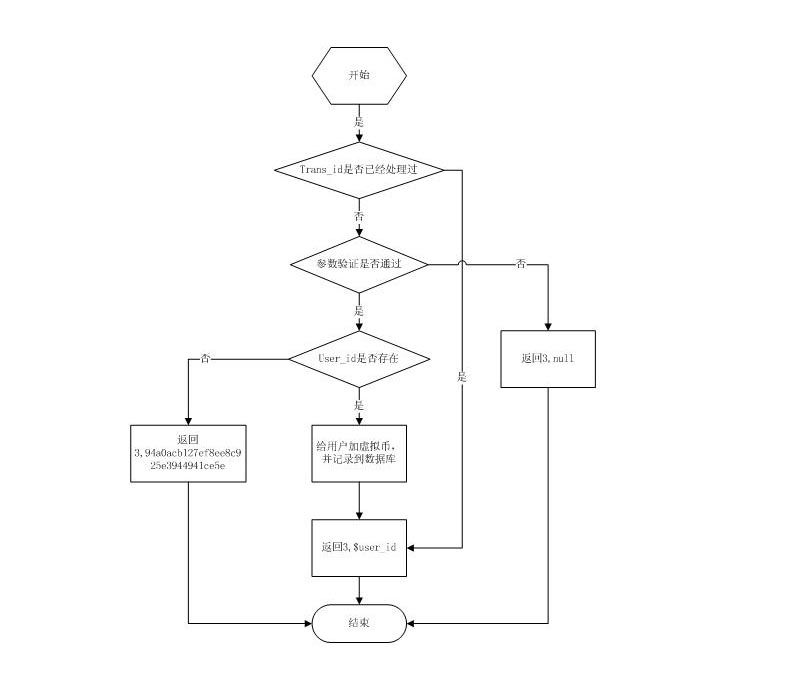 开始
是
Trans_id是否已经处理过
否
参数验证是否通过
否
是
User_id是否存在
否
是
是
返回3,null
返回
3,94a0acb127ef8ee8c9
25e3944941ce5e
给用户加虚拟币,
并记录到数据库
返回3,$user_id
结束